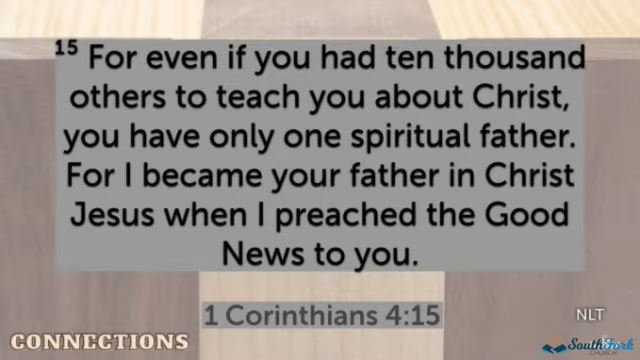 ¹⁵ For even if you had ten thousand
others to teach you about Christ,
you have only one spiritual father.
For I became your father in Christ
Jesus when I preached the Good
News to you.
1 Corinthians 4:15
NLT
CONNECTIONS
SouthFork
CHURCH